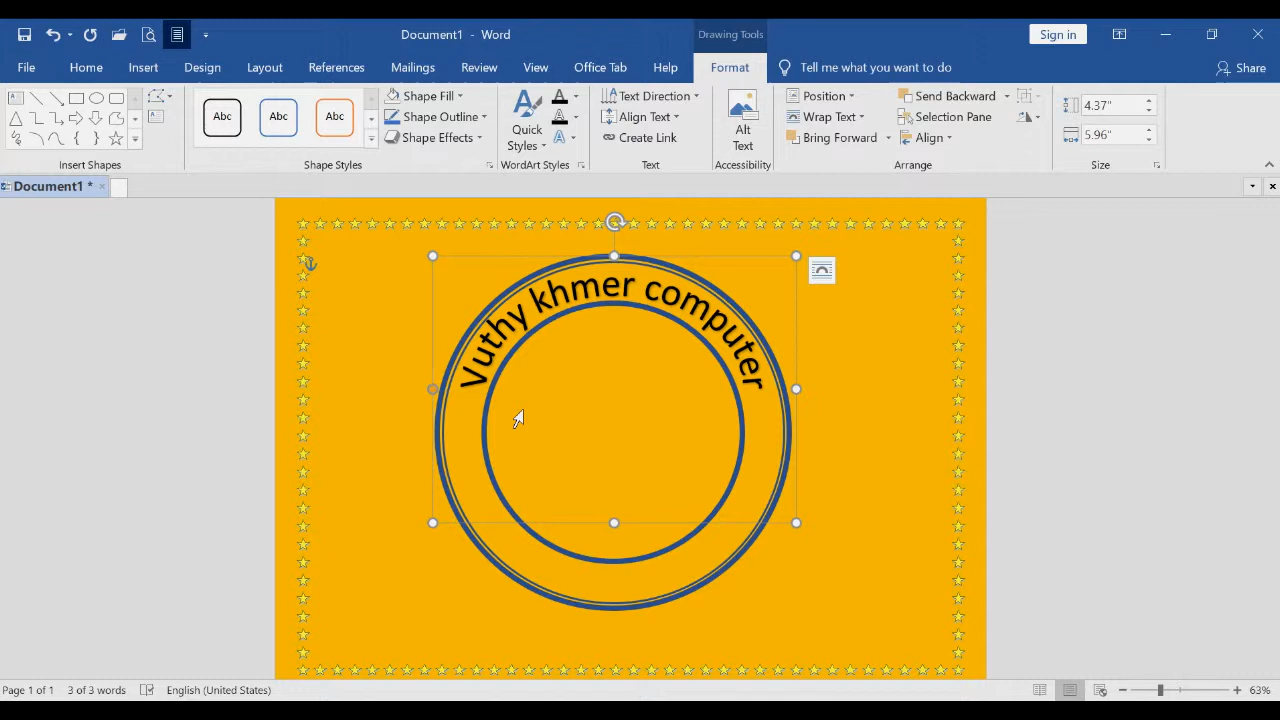 Document1 - Word
Drawing Tools
Sign in
File Home Insert Design Layout References Mailings Review View Office Tab Help Format Tell me what you want to do Share
Abc Abc Abc
Shape Fill
Shape Outline
Shape Effects
Quick Styles
Text Direction
Align Text
Create Link
Alt Text
Position
Wrap Text
Bring Forward
Send Backward
Selection Pane
Align
4.37"
5.96"
Insert Shapes Shape Styles WordArt Styles Text Accessibility Arrange Size
Document1 *
Vuthy khmer computer
Page 1 of 1 3 of 3 words English (United States) 63%